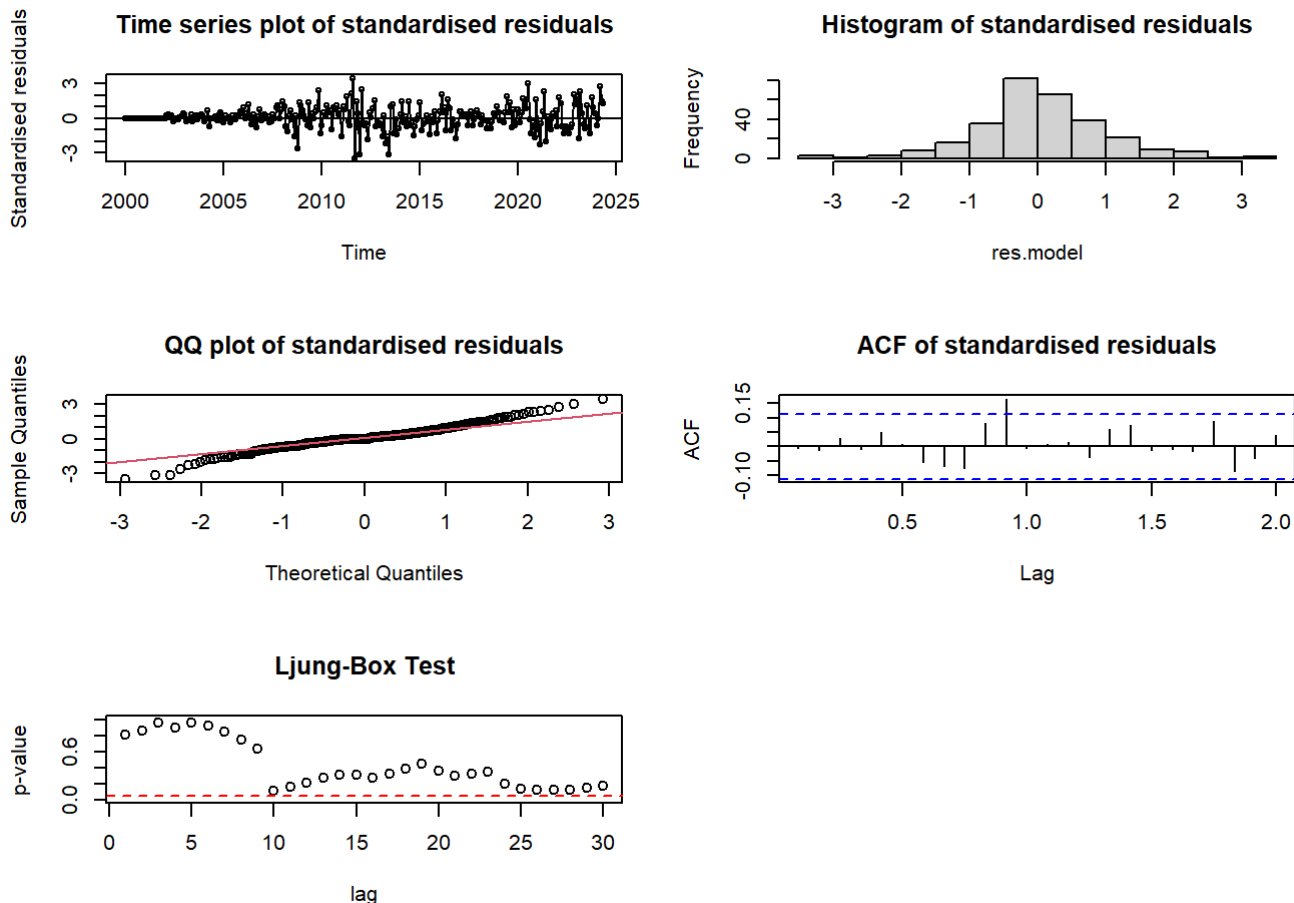 Time series plot of standardised residuals
Standardised residuals
3
0
-3
2000 2005 2010 2015 2020 2025
Time
Histogram of standardised residuals
Frequency
40
0
-3 -2 -1 0 1 2 3
res.model
QQ plot of standardised residuals
Sample Quantiles
3
0
-3
-3 -2 -1 0 1 2 3
Theoretical Quantiles
ACF of standardised residuals
ACF
0.15
-0.10
0.5 1.0 1.5 2.0
Lag
Ljung-Box Test
p-value
0.6
0.0
0 5 10 15 20 25 30
lag